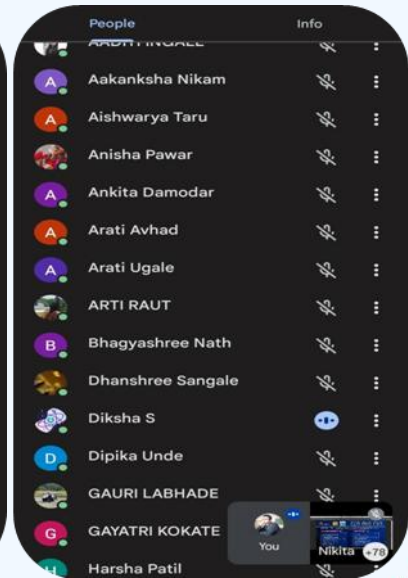 People Info
A Aakanksha Nikam
A Aishwarya Taru
Anisha Pawar
A Ankita Damodar
A Arati Avhad
A Arati Ugale
ARTI RAUT
B Bhagyashree Nath
Dhanshree Sangale
Diksha S
D Dipika Unde
GAURI LABHADE
G GAYATRI KOKATE
You Nikita +78
H Harsha Patil